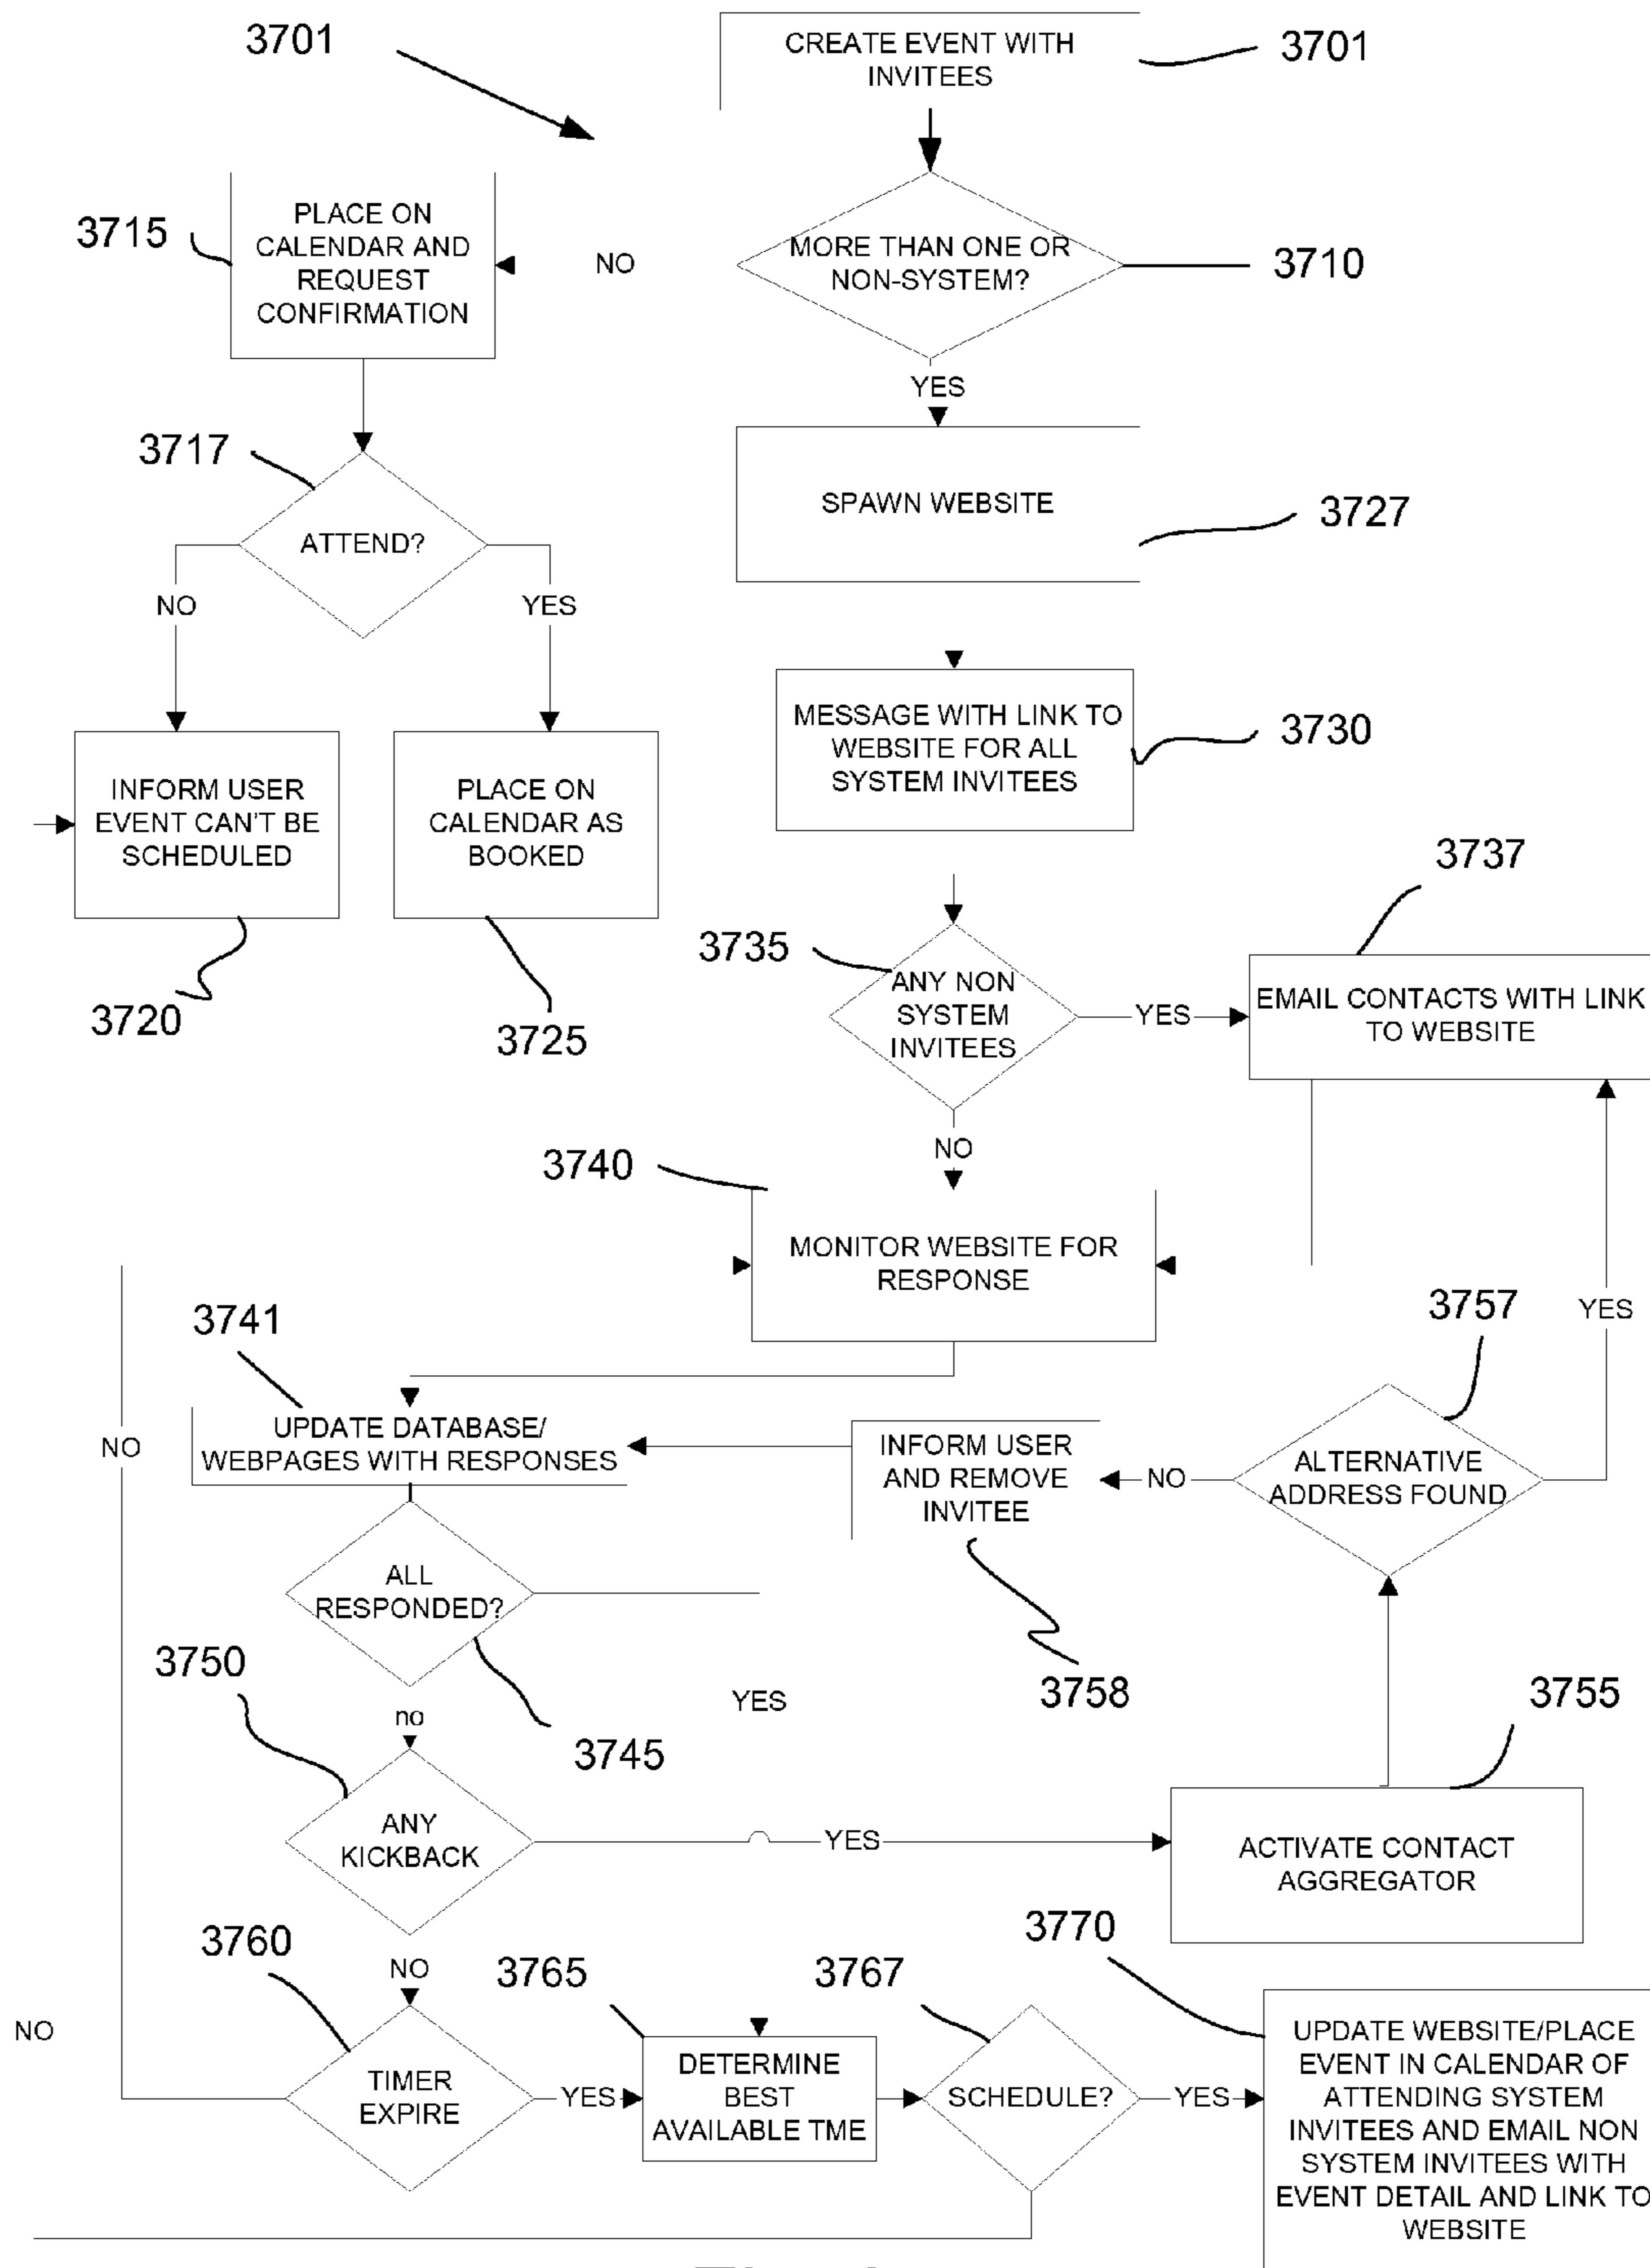 3701
CREATE EVENT WITH
INVITEES
3701
3715
PLACE ON
CALENDAR AND
REQUEST
CONFIRMATION
NO
MORE THAN ONE OR
NON-SYSTEM?
3710
YES
3717
ATTEND?
NO
YES
SPAWN WEBSITE
3727
INFORM USER
EVENT CAN'T BE
SCHEDULED
PLACE ON
CALENDAR AS
BOOKED
3720
3725
MESSAGE WITH LINK TO
WEBSITE FOR ALL
SYSTEM INVITEES
3730
3735
ANY NON
SYSTEM
INVITEES
YES
3737
EMAIL CONTACTS WITH LINK
TO WEBSITE
NO
3740
MONITOR WEBSITE FOR
RESPONSE
3741
UPDATE DATABASE/
WEBPAGES WITH RESPONSES
NO
INFORM USER
AND REMOVE
INVITEE
NO
3757
ALTERNATIVE
ADDRESS FOUND
YES
ALL
RESPONDED?
3758
3755
3750
YES
no
3745
ANY
KICKBACK
YES
ACTIVATE CONTACT
AGGREGATOR
3760
NO
3765
3767
3770
NO
TIMER
EXPIRE
YES
DETERMINE
BEST
AVAILABLE TME
SCHEDULE?
YES
UPDATE WEBSITE/PLACE
EVENT IN CALENDAR OF
ATTENDING SYSTEM
INVITEES AND EMAIL NON
SYSTEM INVITEES WITH
EVENT DETAIL AND LINK TO
WEBSITE